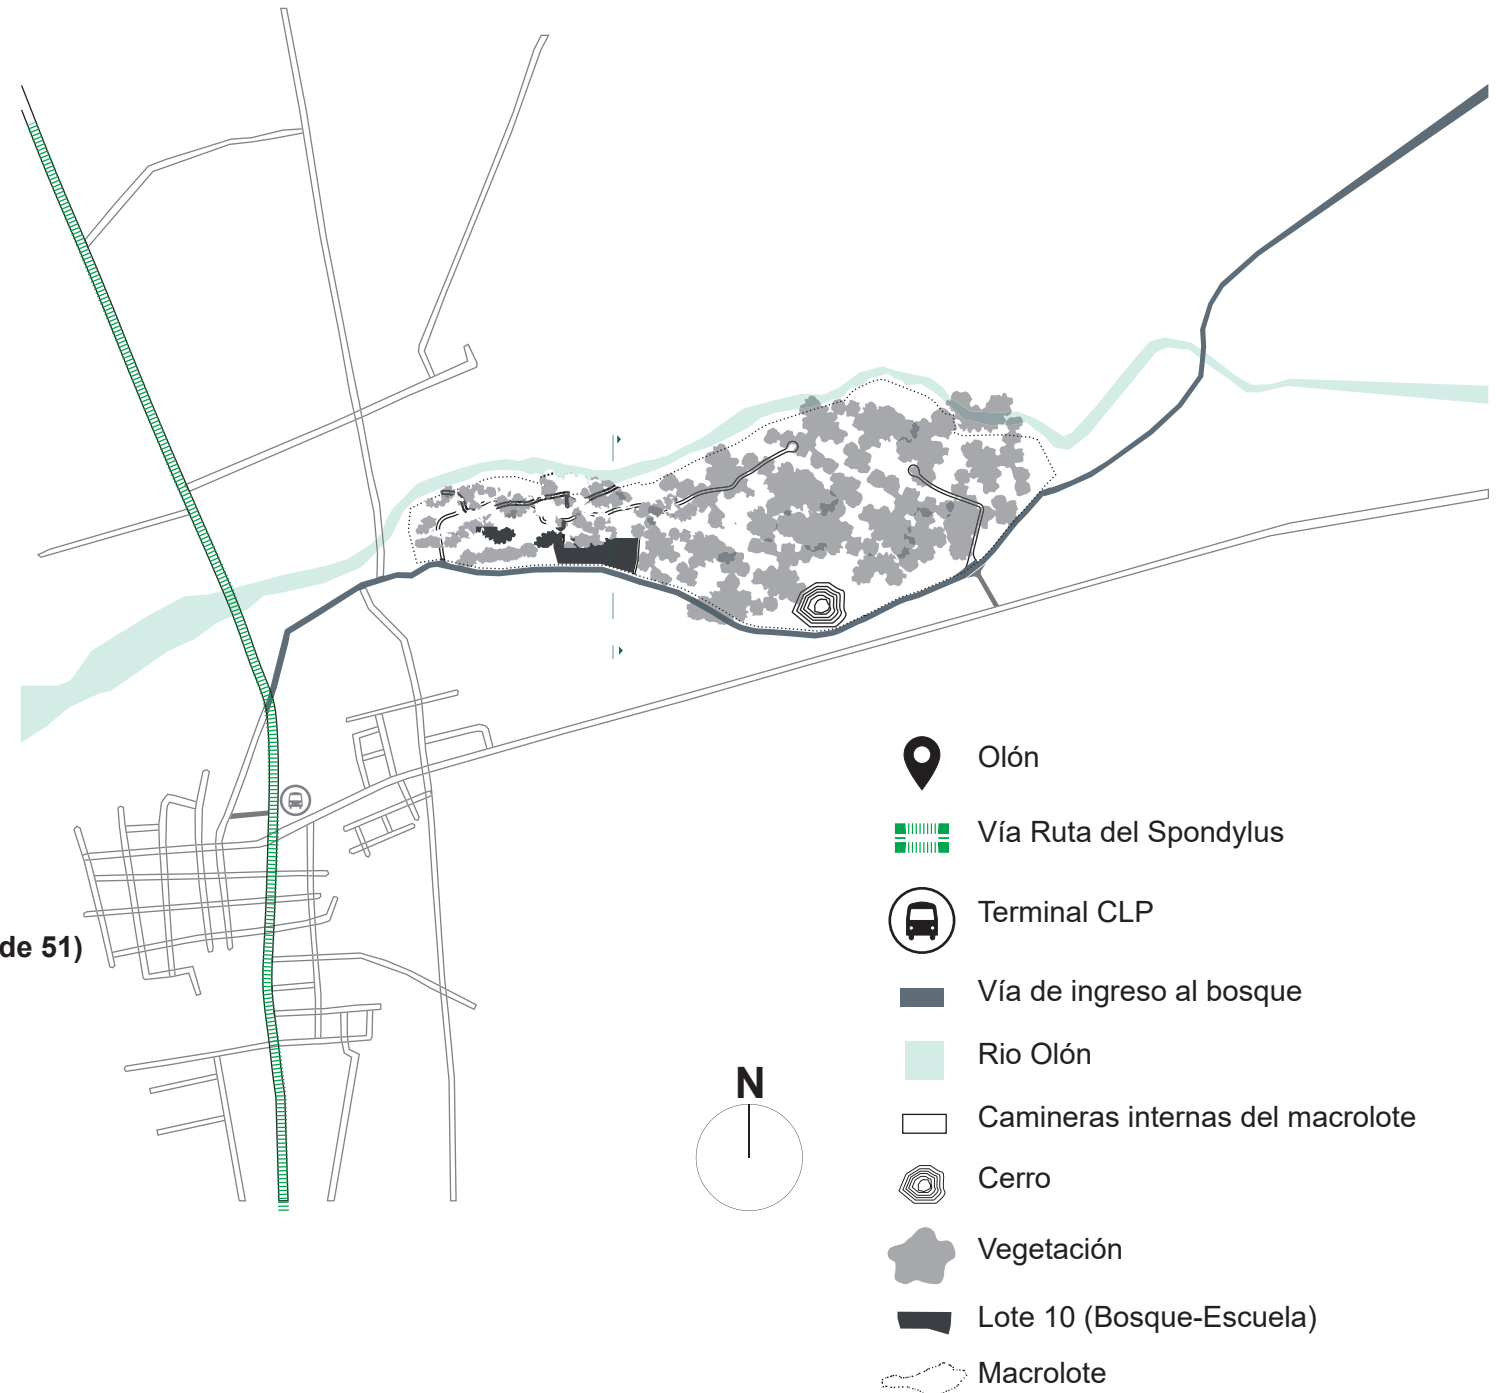 Olón
Vía Ruta del Spondylus
Terminal CLP
de 51)
Vía de ingreso al bosque
Rio Olón
N
Camineras internas del macrolote
Cerro
Vegetación
Lote 10 (Bosque-Escuela)
Macrolote